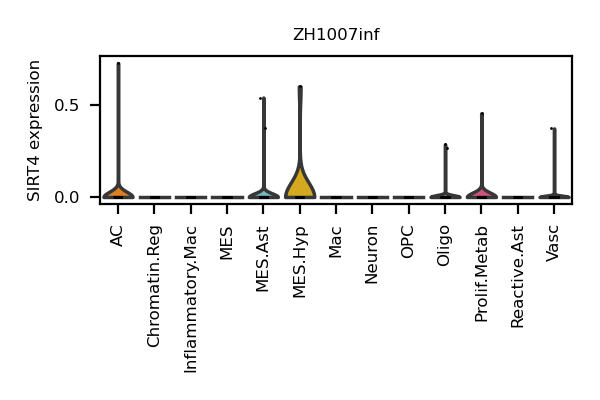 ZH1007inf
SIRT4 expression
0.5
0.0
AC
Chromatin.Reg
Inflammatory.Mac
MES
MES.Ast
MES.Hyp
Mac
Neuron
OPC
Oligo
Prolif.Metab
Reactive.Ast
Vasc